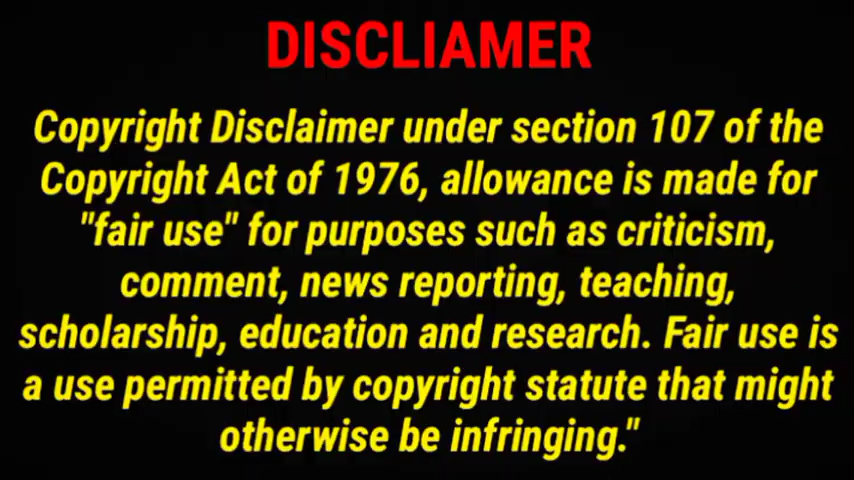 DISCLIAMER
Copyright Disclaimer under section 107 of the
Copyright Act of 1976, allowance is made for
"fair use" for purposes such as criticism,
comment, news reporting, teaching,
scholarship, education and research. Fair use is
a use permitted by copyright statute that might
otherwise be infringing."